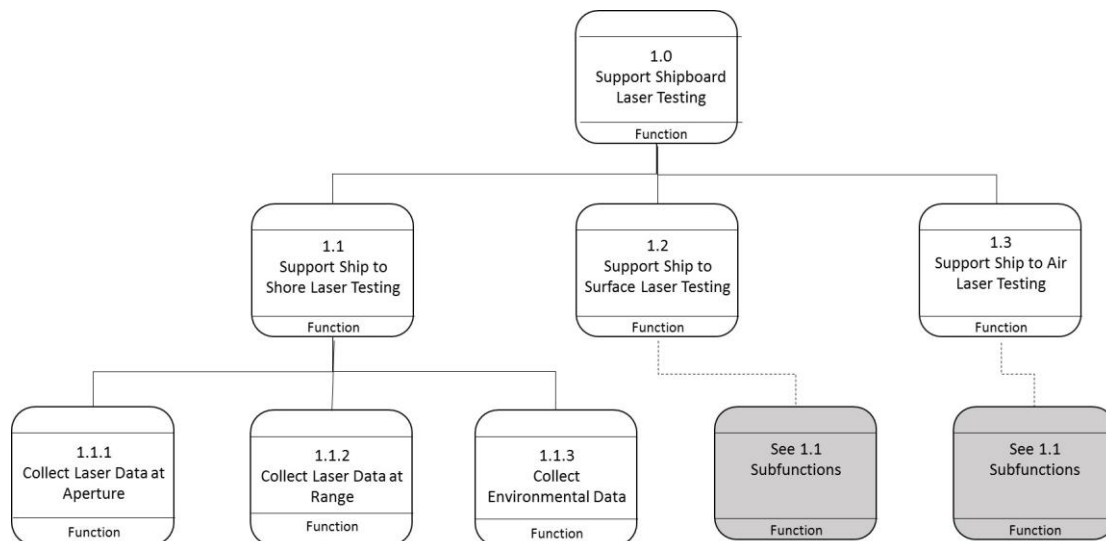 1.0
Support Shipboard
Laser Testing
Function
1.1
Support Ship to
Shore Laser Testing
Function
1.2
Support Ship to
Surface Laser Testing
Function
1.3
Support Ship to Air
Laser Testing
Function
1.1.1
Collect Laser Data at
Aperture
Function
1.1.2
Collect Laser Data at
Range
Function
1.1.3
Collect
Environmental Data
Function
See 1.1
Subfunctions
Function
See 1.1
Subfunctions
Function